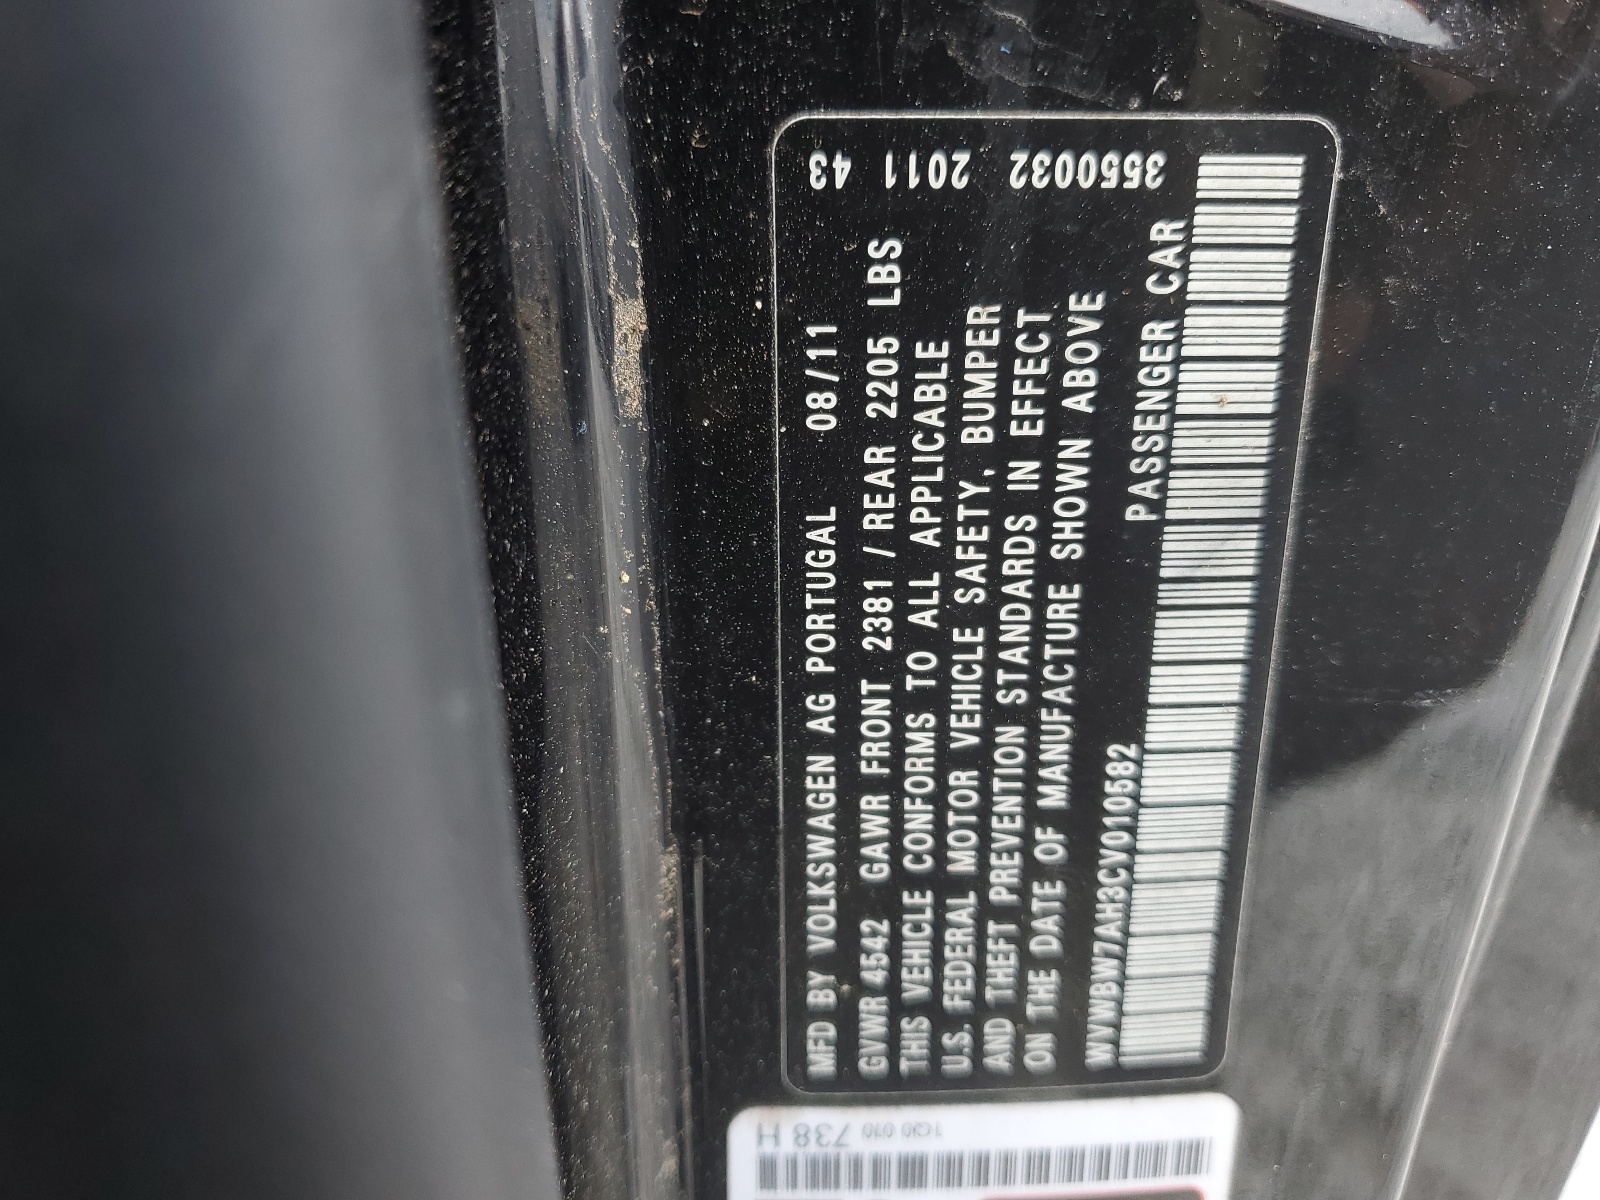 MFD BY VOLKSWAGEN AG PORTUGAL 08/11
GVWR 4542 GAWR FRONT 2381 / REAR 2205 LBS
THIS VEHICLE CONFORMS TO ALL APPLICABLE
U.S. FEDERAL MOTOR VEHICLE SAFETY, BUMPER
AND THEFT PREVENTION STANDARDS IN EFFECT
ON THE DATE OF MANUFACTURE SHOWN ABOVE
WVWBW7AH3CV010582 PASSENGER CAR
43 2011 3550032
1Q0 010 738 H